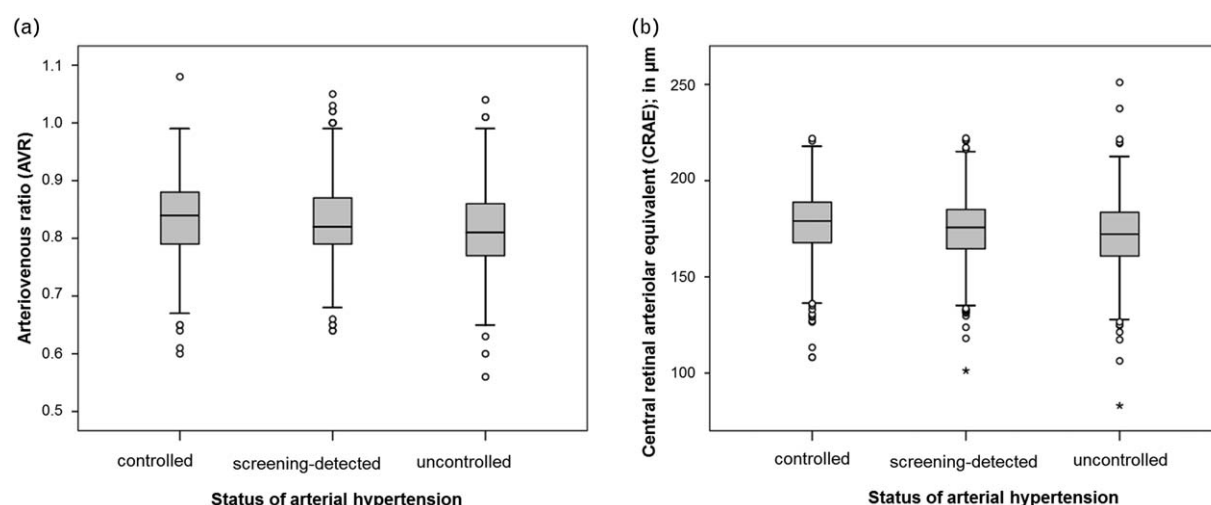 (a)
Arteriovenous ratio (AVR)
1.1
1.0
0.9
0.8
0.7
0.6
0.5
controlled
screening-detected
uncontrolled
Status of arterial hypertension
(b)
Central retinal arteriolar equivalent (CRAE); in µm
250
200
150
100
controlled
screening-detected
uncontrolled
Status of arterial hypertension